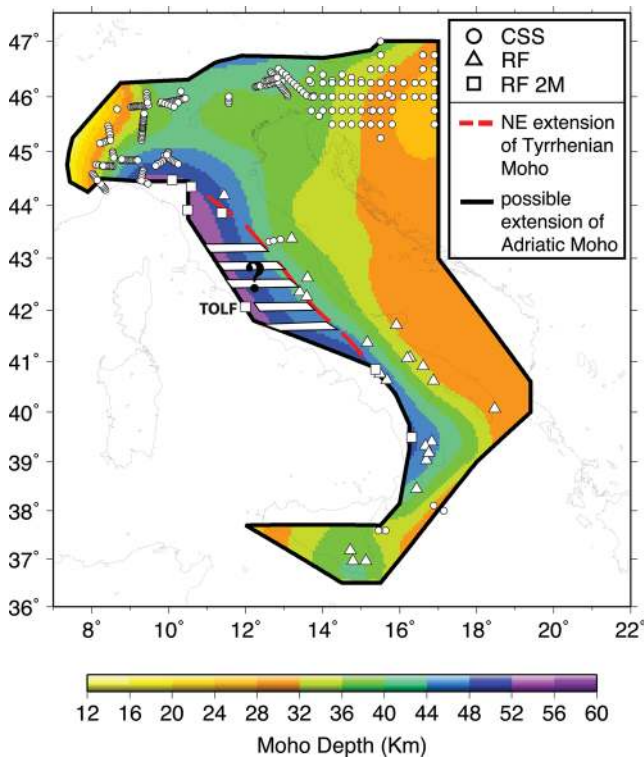 47°
46°
45°
44°
43°
42°
41°
40°
39°
38°
37°
36°
8°
10°
12°
14°
16°
18°
20°
22°
CSS
RF
RF 2M
NE extension
of Tyrrhenian
Moho
possible
extension of
Adriatic Moho
?
TOLF
12 16 20 24 28 32 36 40 44 48 52 56 60
Moho Depth (Km)